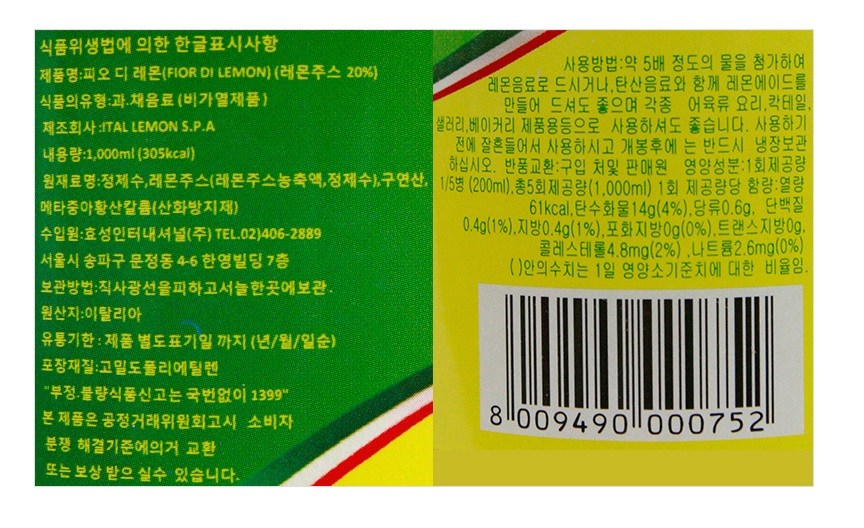 식품위생법에 의한 한글표시사항
제품명:피오 디 레몬(FIOR DI LEMON) (레몬주스 20%)
식품의유형:과.채음료 (비가열제품)
제조회사:ITAL LEMON S.P.A
내용량:1,000ml (305kcal)
원재료명:정제수,레몬주스(레몬주스농축액,정제수),구연산,
메타중아황산칼륨(산화방지제)
수입원:효성인터내셔널(주) TEL.02)406-2889
서울시 송파구 문정동 4-6 한영빌딩 7층
보관방법:직사광선을피하고서늘한곳에보관.
원산지:이탈리아
유통기한 : 제품 별도표기일 까지 (년/월/일순)
포장재질:고밀도폴리에틸렌
"부정.불량식품신고는 국번없이 1399"
본 제품은 공정거래위원회고시 소비자
분쟁 해결기준에의거 교환
또는 보상 받으 실수 있습니다.
사용방법:약 5배 정도의 물을 첨가하여
레몬음료로 드시거나,탄산음료와 함께 레몬에이드를
만들어 드셔도 좋으며 각종 어육류 요리,칵테일,
샐러리,베이커리 제품용등으로 사용하셔도 좋습니다. 사용하기
전에 잘흔들어서 사용하시고 개봉후에 는 반드시 냉장보관
하십시오. 반품교환:구입 처및 판매원 영양성분:1회제공량
1/5병 (200ml),총5회제공량(1,000ml) 1회 제공량당 함량:열량
61kcal,탄수화물14g(4%),당류0.6g, 단백질
0.4g(1%),지방0.4g(1%),포화지방0g(0%),트랜스지방0g,
콜레스테롤4.8mg(2%) ,나트륨2.6mg(0%)
( )안의수치는 1일 영양소기준치에 대한 비율임.
8 009490 000752